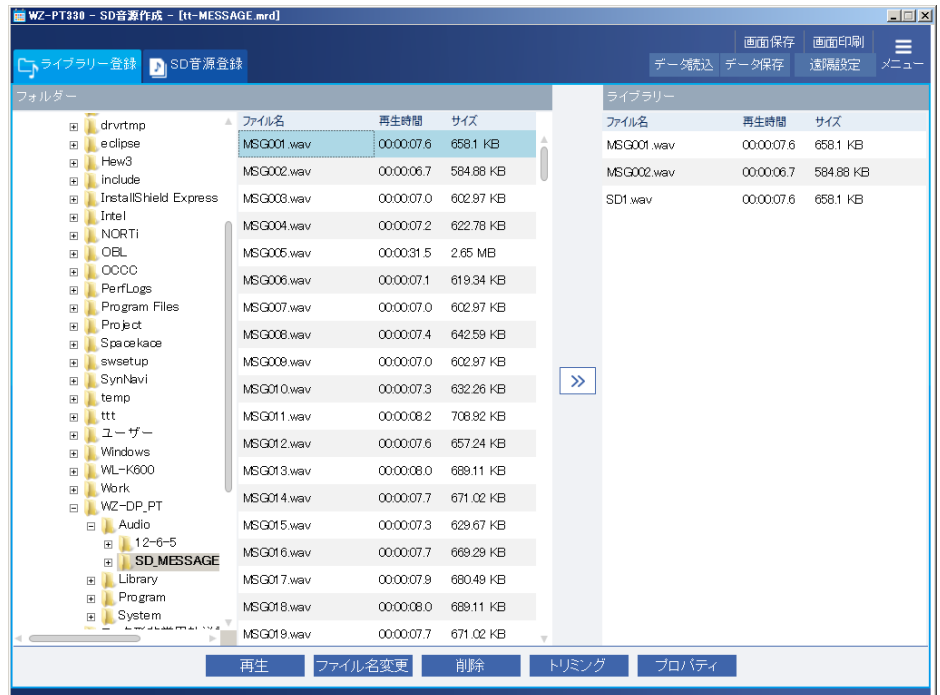 WZ-PT330 - SD音源作成 - [tt-MESSAGE.mrd]
画面保存 画面印刷
ライブラリー登録 SD音源登録 データ読込 データ保存 遠隔設定 メニュー
フォルダー ライブラリー
drvrtmp
eclipse
Hew3
include
InstallShield Express
Intel
NORTi
OBL
OCCC
PerfLogs
Program Files
Project
Spacekace
swsetup
SynNavi
temp
ttt
ユーザー
Windows
WL-K600
Work
WZ-DP_PT
Audio
12-6-5
SD_MESSAGE
Library
Program
System
ファイル名 再生時間 サイズ
MSG001.wav 00:00:07.6 658.1 KB
MSG002.wav 00:00:06.7 584.88 KB
MSG003.wav 00:00:07.0 602.97 KB
MSG004.wav 00:00:07.2 622.78 KB
MSG005.wav 00:00:31.5 2.65 MB
MSG006.wav 00:00:07.1 619.34 KB
MSG007.wav 00:00:07.0 602.97 KB
MSG008.wav 00:00:07.4 642.59 KB
MSG009.wav 00:00:07.0 602.97 KB
MSG010.wav 00:00:07.3 632.26 KB
MSG011.wav 00:00:08.2 708.92 KB
MSG012.wav 00:00:07.6 657.24 KB
MSG013.wav 00:00:08.0 689.11 KB
MSG014.wav 00:00:07.7 671.02 KB
MSG015.wav 00:00:07.3 629.67 KB
MSG016.wav 00:00:07.7 669.29 KB
MSG017.wav 00:00:07.9 680.49 KB
MSG018.wav 00:00:08.0 689.11 KB
MSG019.wav 00:00:07.7 671.02 KB
ファイル名 再生時間 サイズ
MSG001.wav 00:00:07.6 658.1 KB
MSG002.wav 00:00:06.7 584.88 KB
SD1.wav 00:00:07.6 658.1 KB
再生 ファイル名変更 削除 トリミング プロパティ